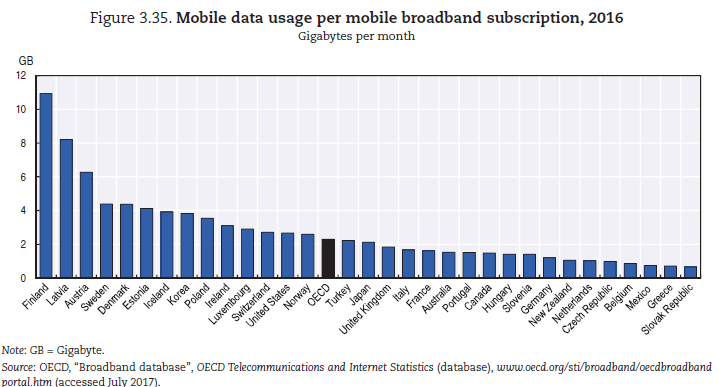 Figure 3.35. Mobile data usage per mobile broadband subscription, 2016
Gigabytes per month
GB
12
10
8
6
4
2
0
Finland
Latvia
Austria
Sweden
Denmark
Estonia
Iceland
Korea
Poland
Ireland
Luxembourg
Switzerland
United States
Norway
OECD
Turkey
Japan
United Kingdom
Italy
France
Australia
Portugal
Canada
Hungary
Slovenia
Germany
New Zealand
Netherlands
Czech Republic
Belgium
Mexico
Greece
Slovak Republic
Note: GB = Gigabyte.
Source: OECD, “Broadband database”, OECD Telecommunications and Internet Statistics (database), www.oecd.org/sti/broadband/oecdbroadband
portal.htm (accessed July 2017).